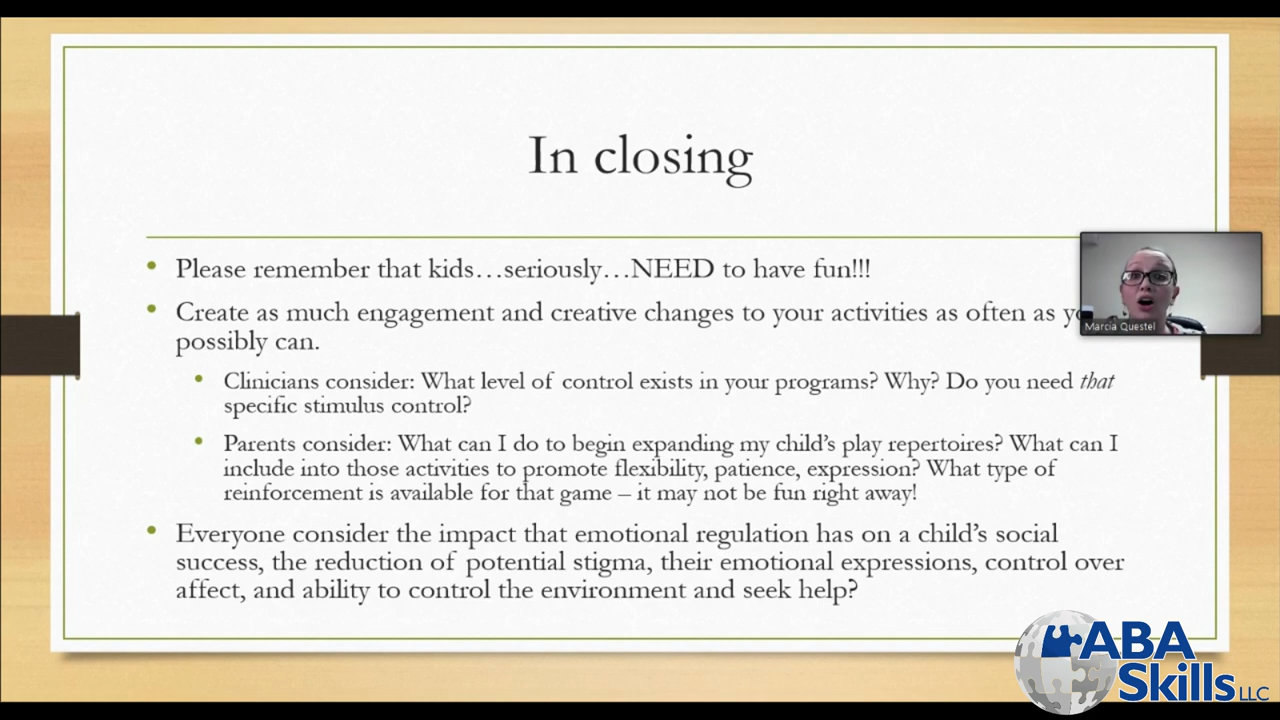 In closing
• Please remember that kids…seriously…NEED to have fun!!!
• Create as much engagement and creative changes to your activities as often as
possibly can.
• Clinicians consider: What level of control exists in your programs? Why? Do you need that
specific stimulus control?
• Parents consider: What can I do to begin expanding my child's play repertoires? What can I
include into those activities to promote flexibility, patience, expression? What type of
reinforcement is available for that game – it may not be fun right away!
• Everyone consider the impact that emotional regulation has on a child's social
success, the reduction of potential stigma, their emotional expressions, control over
affect, and ability to control the environment and seek help?
Marcia Questel
ABA
Skills LLC